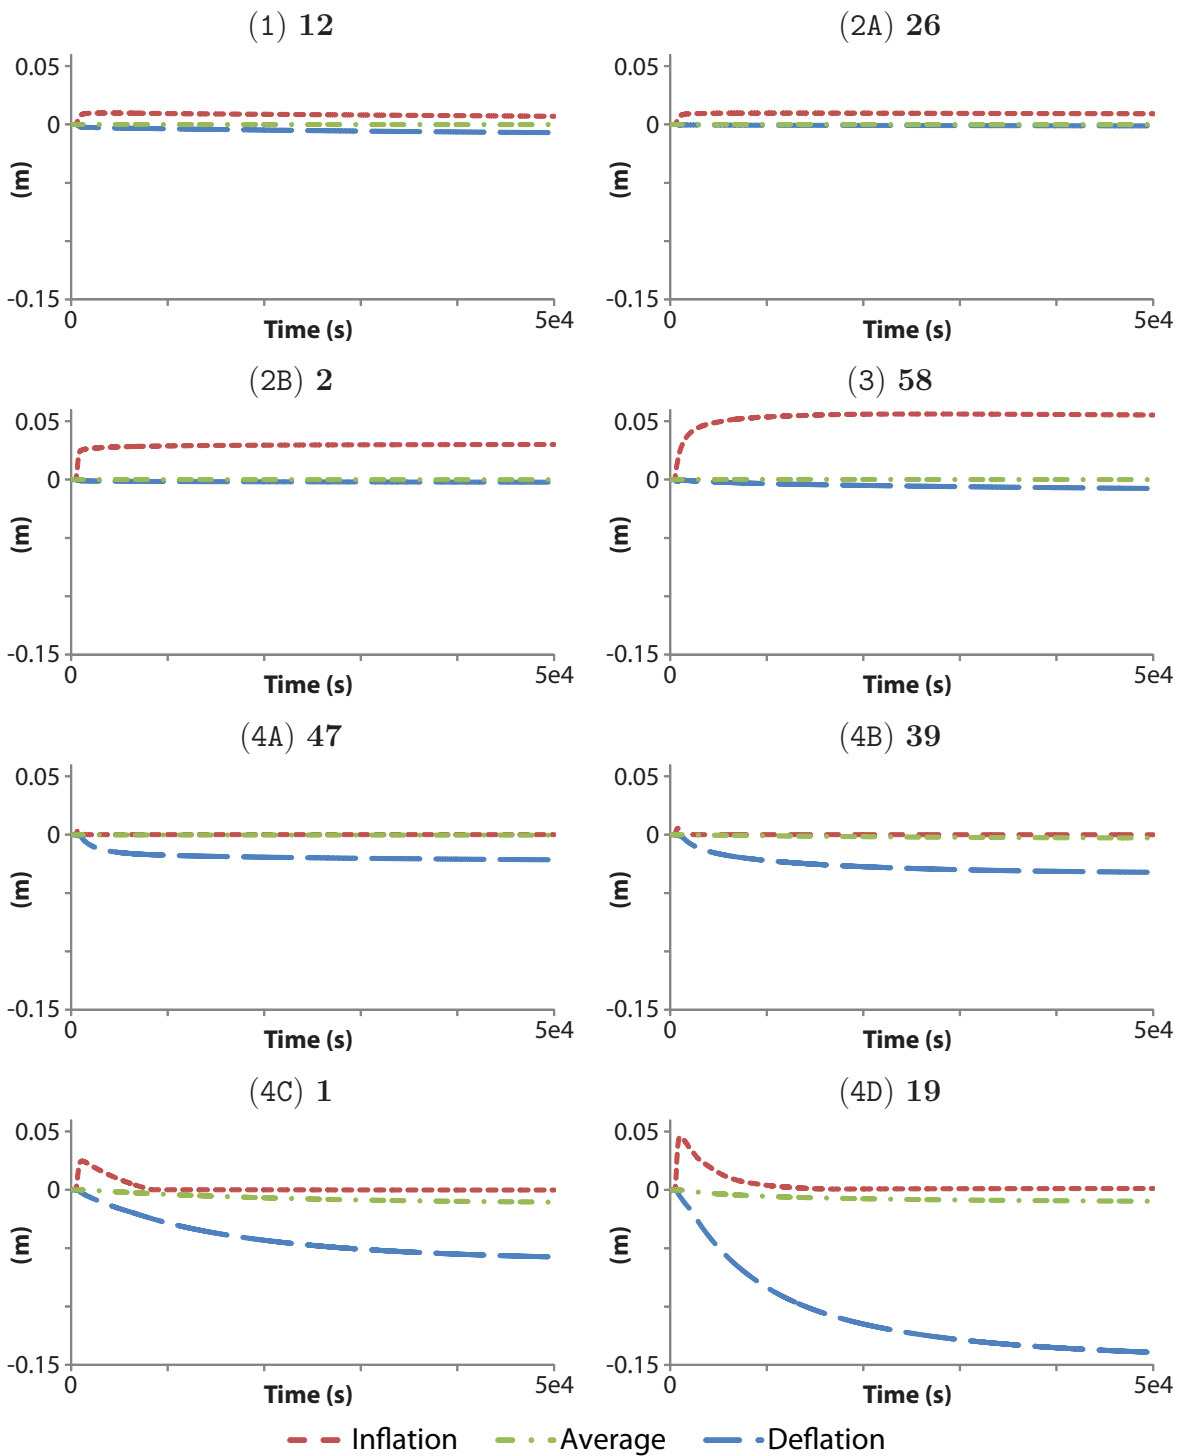 (1) 12
(2A) 26
0.05
0
-0.15
(m)
0
Time (s)
5e4
0.05
0
-0.15
(m)
0
Time (s)
5e4
(2B) 2
(3) 58
0.05
0
-0.15
(m)
0
Time (s)
5e4
0.05
0
-0.15
(m)
0
Time (s)
5e4
(4A) 47
(4B) 39
0.05
0
-0.15
(m)
0
Time (s)
5e4
0.05
0
-0.15
(m)
0
Time (s)
5e4
(4C) 1
(4D) 19
0.05
0
-0.15
(m)
0
Time (s)
5e4
0.05
0
-0.15
(m)
0
Time (s)
5e4
Inflation Average Deflation